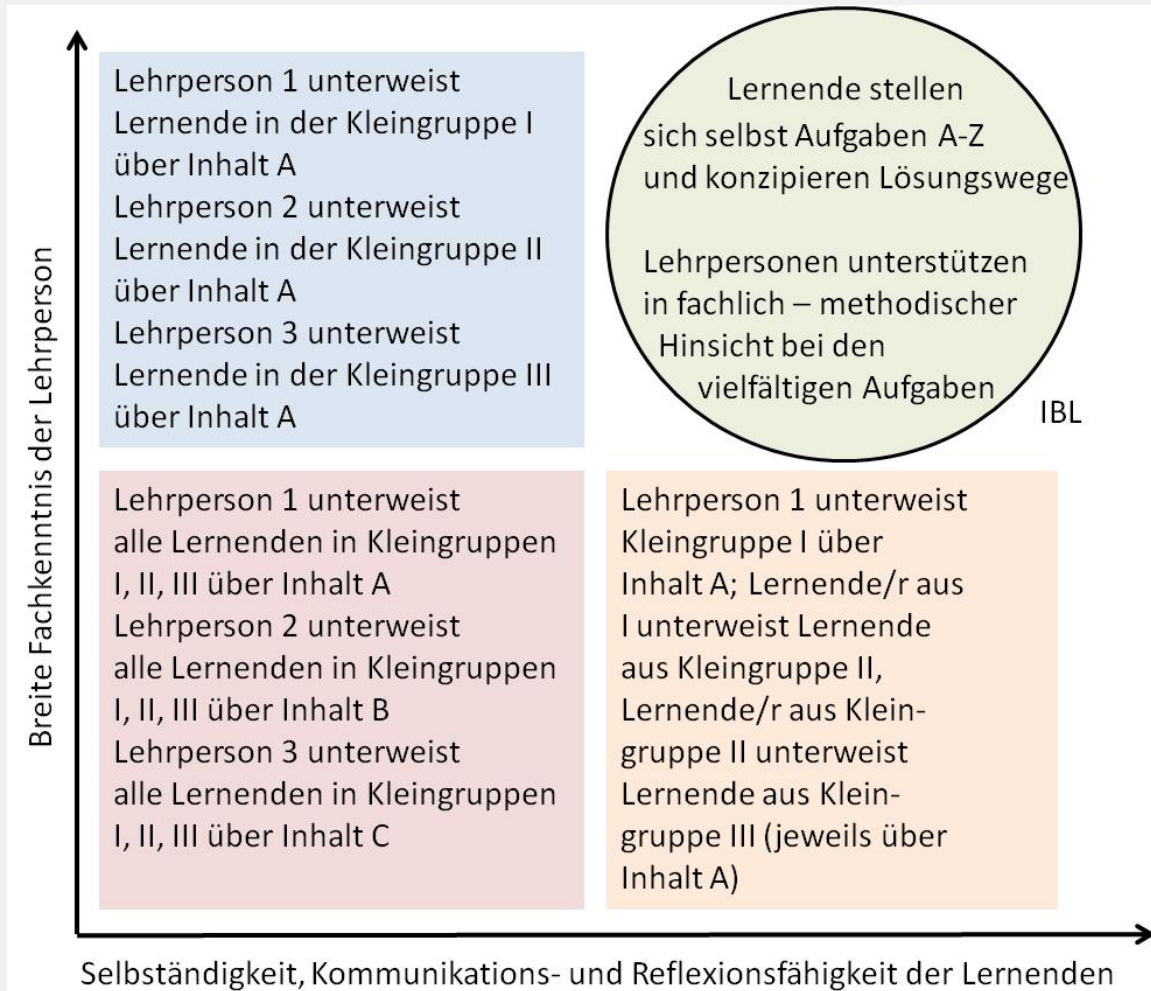 Breite Fachkenntnis der Lehrperson
Lehrperson 1 unterweist
Lernende in der Kleingruppe I
über Inhalt A
Lehrperson 2 unterweist
Lernende in der Kleingruppe II
über Inhalt A
Lehrperson 3 unterweist
Lernende in der Kleingruppe III
über Inhalt A
Lernende stellen
sich selbst Aufgaben A-Z
und konzipieren Lösungswege
Lehrpersonen unterstützen
in fachlich – methodischer
Hinsicht bei den
vielfältigen Aufgaben
IBL
Lehrperson 1 unterweist
alle Lernenden in Kleingruppen
I, II, III über Inhalt A
Lehrperson 2 unterweist
alle Lernenden in Kleingruppen
I, II, III über Inhalt B
Lehrperson 3 unterweist
alle Lernenden in Kleingruppen
I, II, III über Inhalt C
Lehrperson 1 unterweist
Kleingruppe I über
Inhalt A; Lernende/r aus
I unterweist Lernende
aus Kleingruppe II,
Lernende/r aus Klein-
gruppe II unterweist
Lernende aus Klein-
gruppe III (jeweils über
Inhalt A)
Selbständigkeit, Kommunikations- und Reflexionsfähigkeit der Lernenden